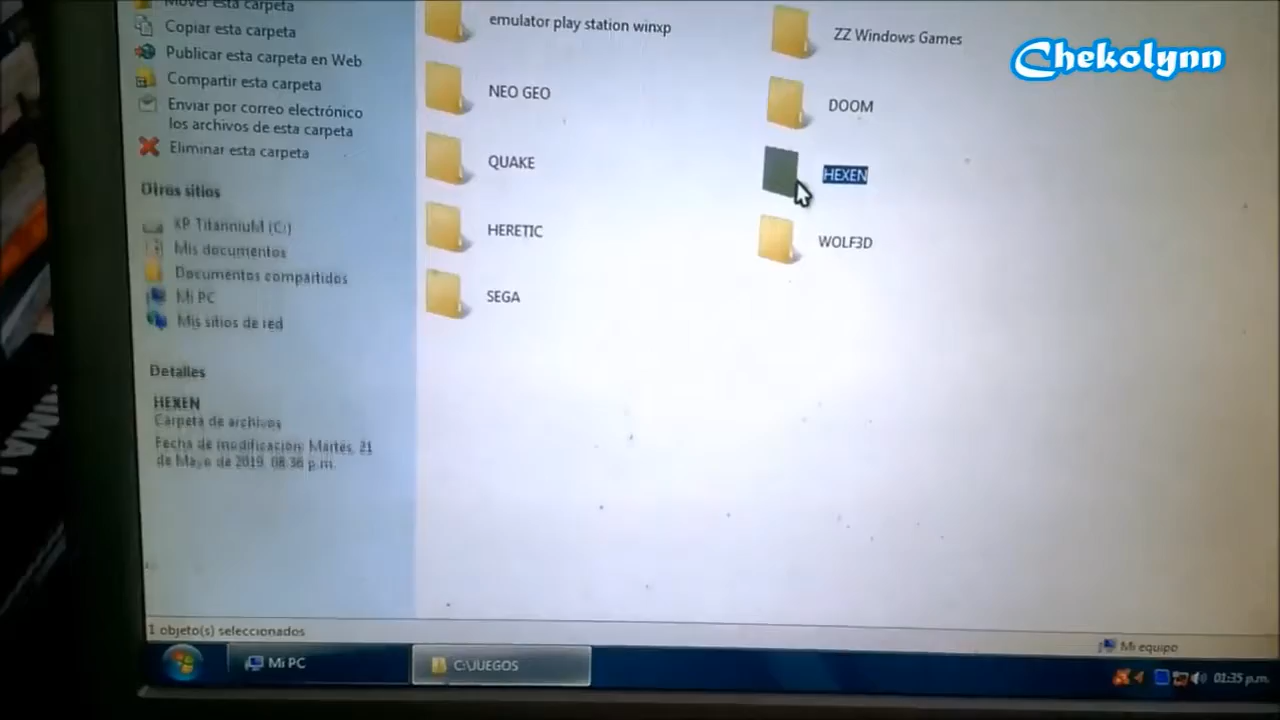 Mover esta carpeta
Copiar esta carpeta
Publicar esta carpeta en Web
Compartir esta carpeta
Enviar por correo electrónico
los archivos de esta carpeta
Eliminar esta carpeta
Otros sitios
XP TitanniuM (C:)
Mis documentos
Documentos compartidos
Mi PC
Mis sitios de red
Detalles
HEXEN
Carpeta de archivos
Fecha de modificación: Martes, 21
de Mayo de 2019, 08:36 p.m.
emulator play station winxp
NEO GEO
QUAKE
HERETIC
SEGA
ZZ Windows Games
DOOM
HEXEN
WOLF3D
Chekolynn
1 objeto(s) seleccionados
Mi equipo
Mi PC
C:\JUEGOS
01:35 p.m.